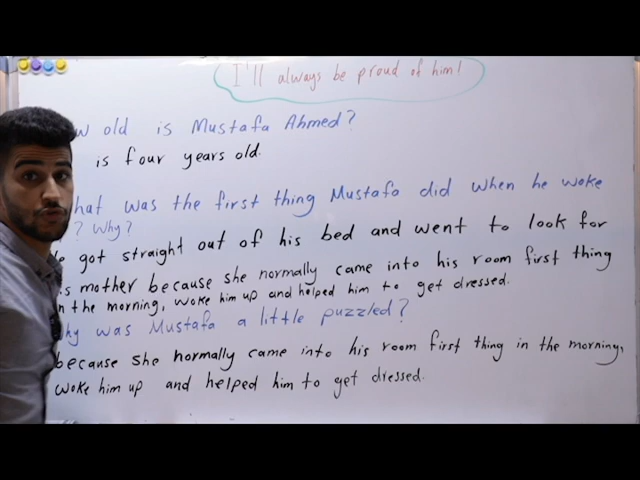 I'll always be proud of him!
old is Mustafa Ahmed?
is four years old.
hat was the first thing Mustafa did when he woke
? Why?
got straight out of his bed and went to look for
mother because she normally came into his room first thing
n the morning, woke him up and helped him to get dressed.
hy was Mustafa a little puzzled?
because she normally came into his room first thing in the morning,
woke him up and helped him to get dressed.